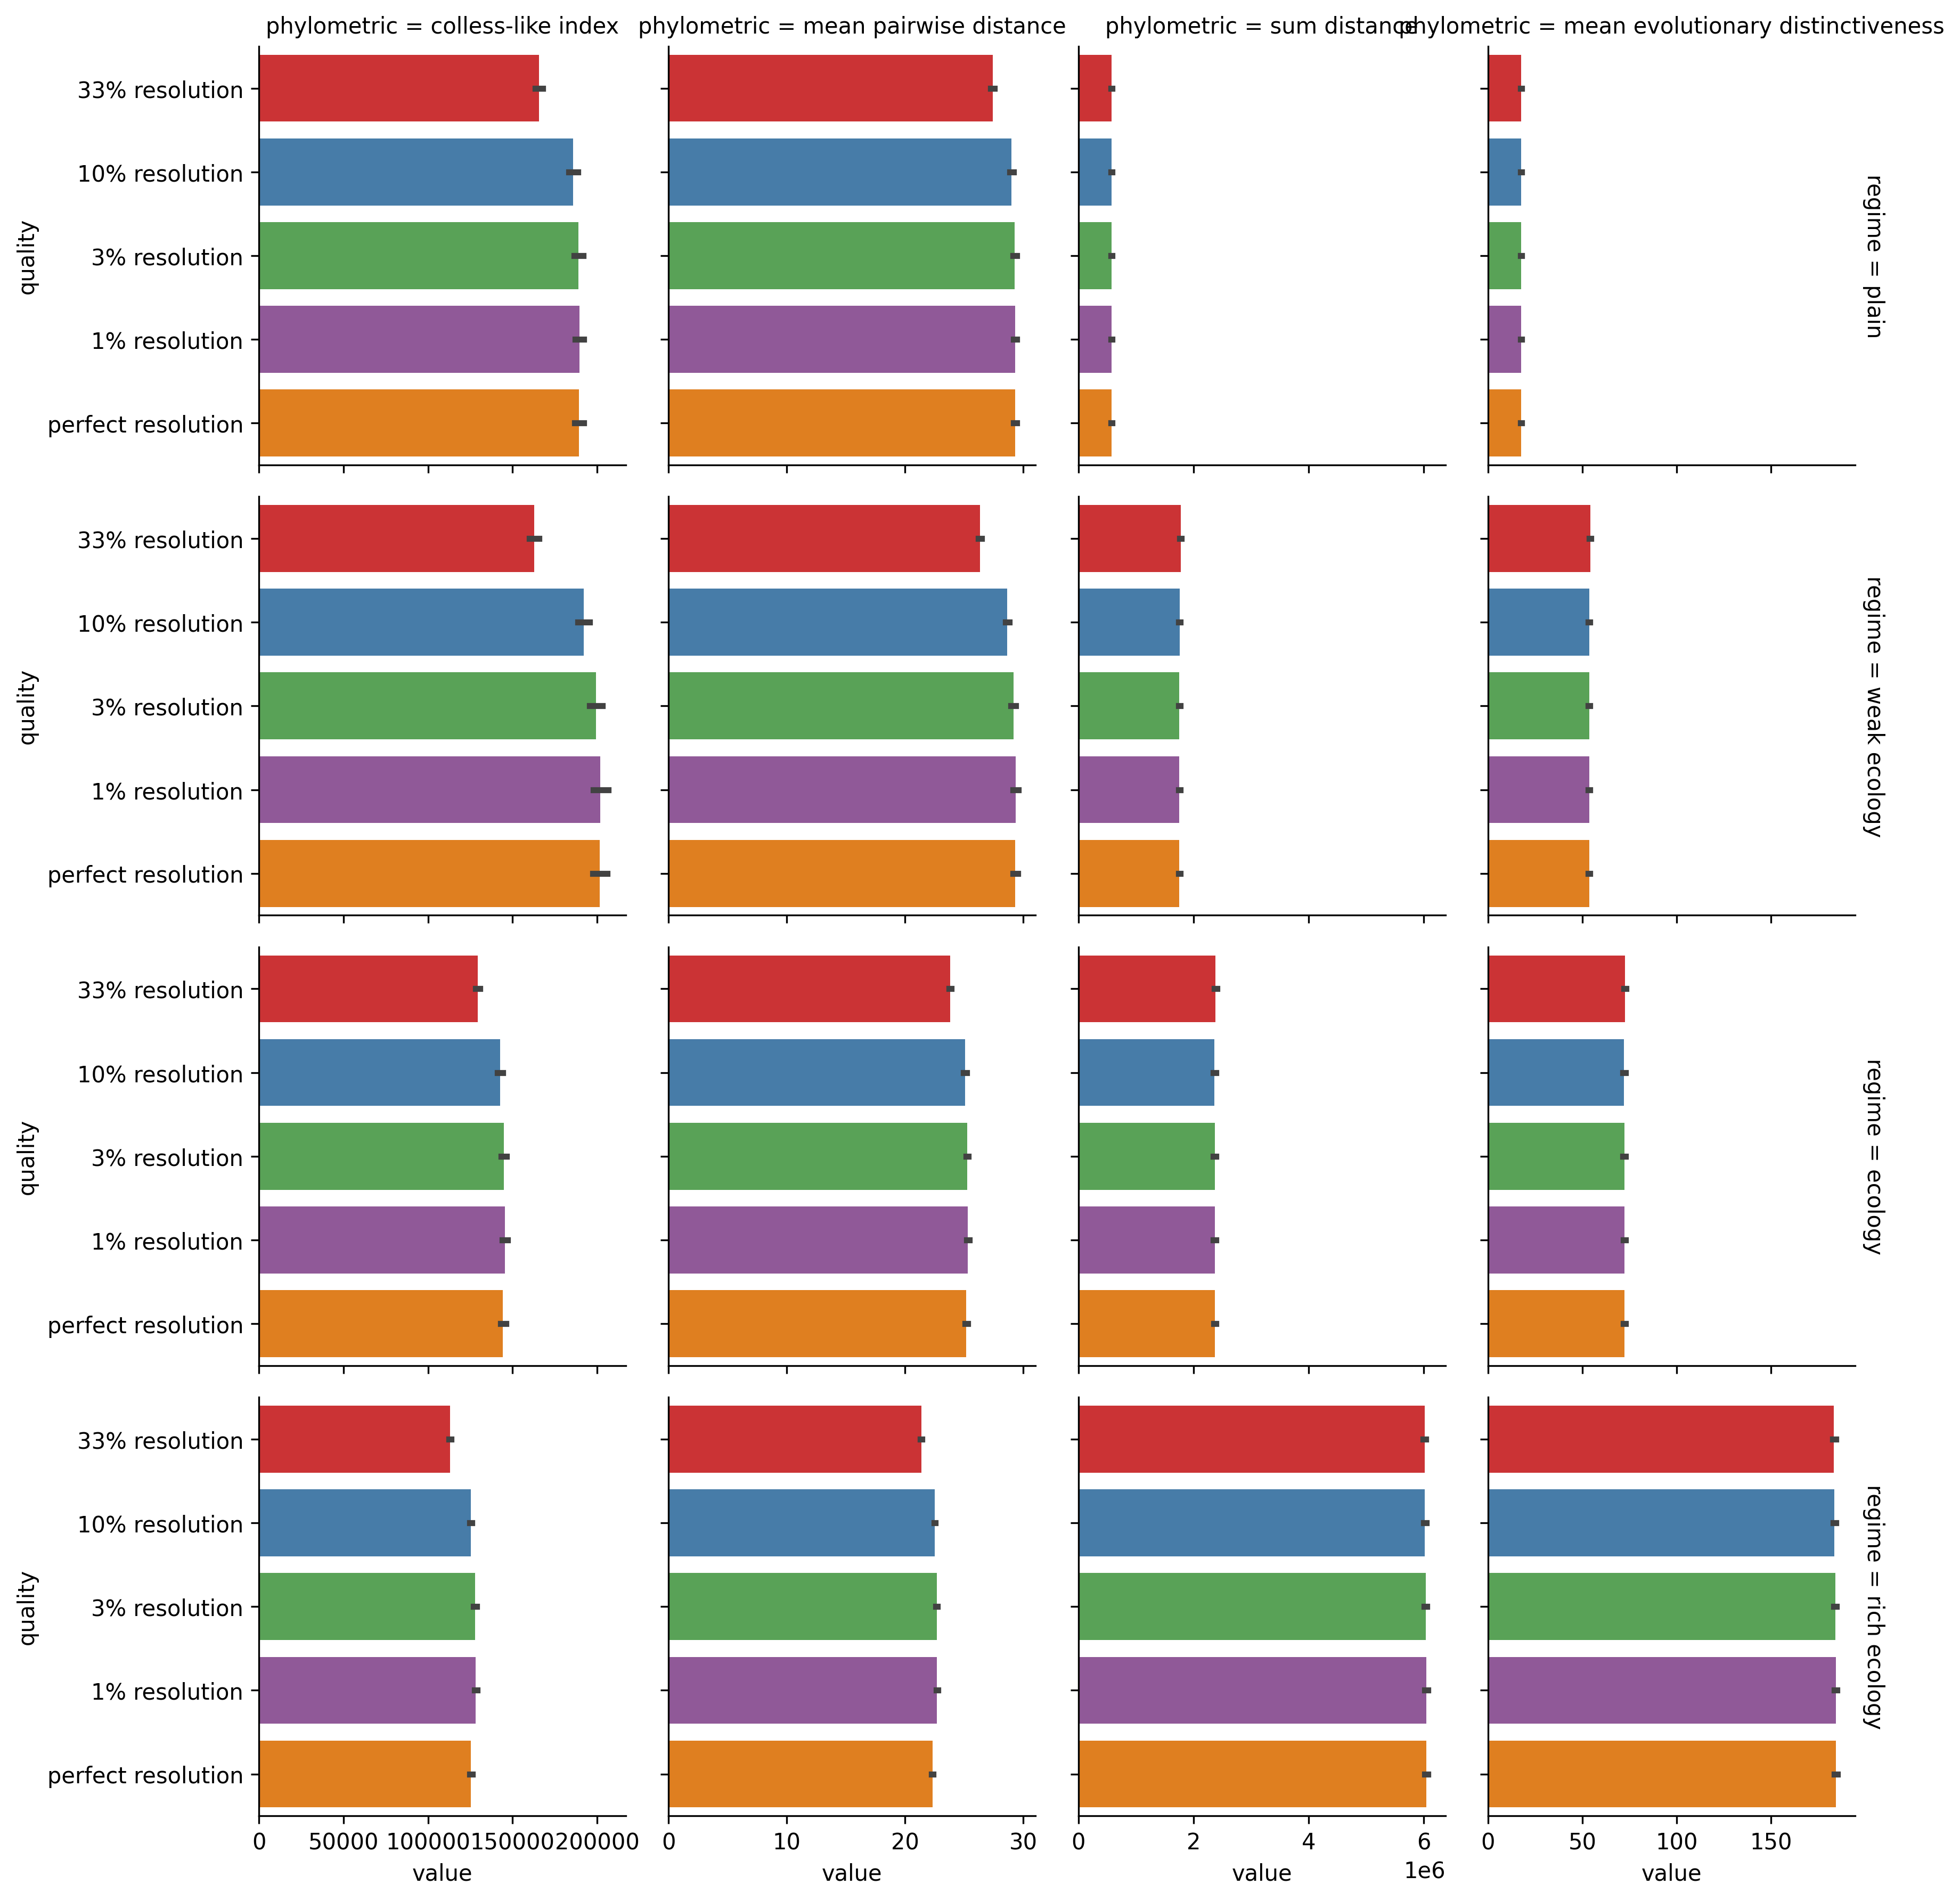 phylometric = colless-like index
phylometric = mean pairwise distance
phylometric = sum distance
phylometric = mean evolutionary distinctiveness
quality
33% resolution
10% resolution
3% resolution
1% resolution
perfect resolution
regime = plain
quality
33% resolution
10% resolution
3% resolution
1% resolution
perfect resolution
regime = weak ecology
quality
33% resolution
10% resolution
3% resolution
1% resolution
perfect resolution
regime = ecology
quality
33% resolution
10% resolution
3% resolution
1% resolution
perfect resolution
regime = rich ecology
0 50000 100000 150000 200000
value
0 10 20 30
value
0 2 4 6
1e6
value
0 50 100 150
value